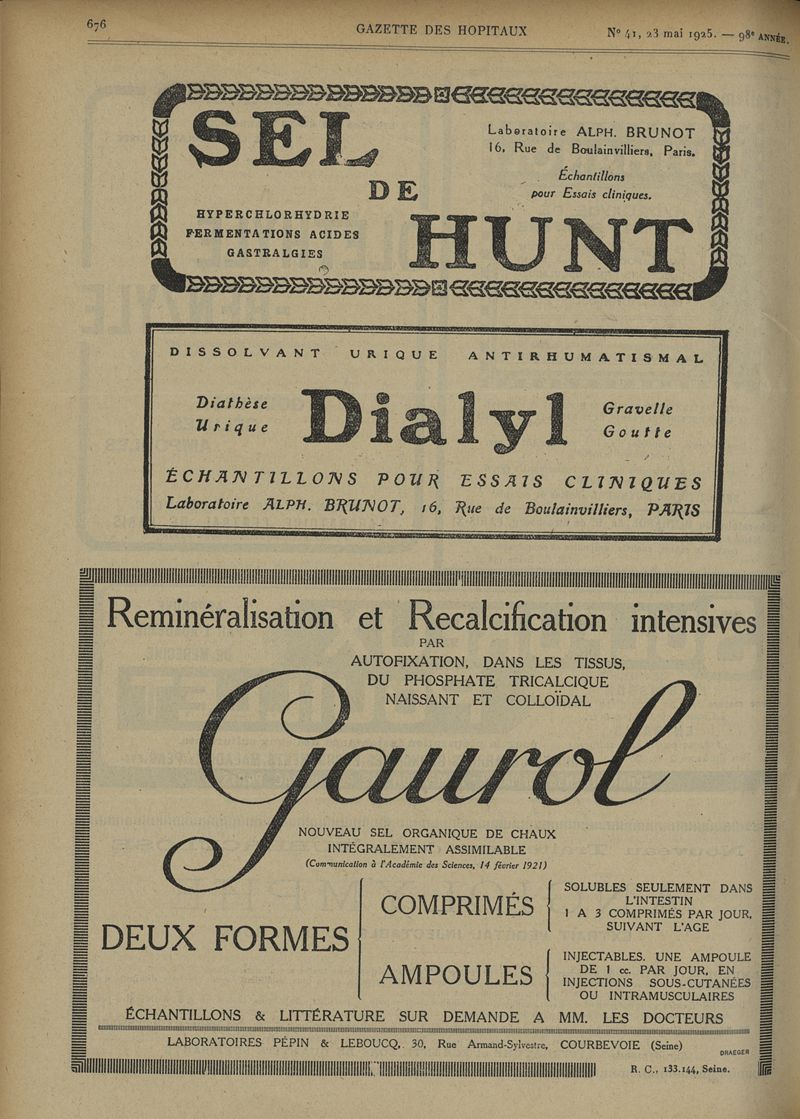 676
GAZETTE DES HOPITAUX
N° 41, 23 mai 1925. — 98e ANNÉE.
SEL
DE
HUNT
Laboratoire ALPH. BRUNOT
16, Rue de Boulainvilliers, Paris.
Échantillons
pour Essais cliniques.
HYPERCHLORHYDRIE
FERMENTATIONS ACIDES
GASTRALGIES
DISSOLVANT URIQUE ANTIRHUMATISMAL
Diathèse
Urique
Dialyl
Gravelle
Goutte
ÉCHANTILLONS POUR ESSAIS CLINIQUES
Laboratoire ALPH. BRUNOT, 16, Rue de Boulainvilliers, PARIS
Reminéralisation et Recalcification intensives
PAR
AUTOFIXATION, DANS LES TISSUS,
DU PHOSPHATE TRICALCIQUE
NAISSANT ET COLLOÏDAL
Gaurol
NOUVEAU SEL ORGANIQUE DE CHAUX
INTÉGRALEMENT ASSIMILABLE
(Communication à l'Académie des Sciences, 14 février 1921)
DEUX FORMES
COMPRIMÉS
SOLUBLES SEULEMENT DANS
L'INTESTIN
1 A 3 COMPRIMÉS PAR JOUR,
SUIVANT L'AGE
AMPOULES
INJECTABLES. UNE AMPOULE
DE 1 cc. PAR JOUR, EN
INJECTIONS SOUS-CUTANÉES
OU INTRAMUSCULAIRES
ÉCHANTILLONS & LITTÉRATURE SUR DEMANDE A MM. LES DOCTEURS
LABORATOIRES PÉPIN & LEBOUCQ, 30, Rue Armand-Sylvestre, COURBEVOIE (Seine)
DRAEGER
R. C., 133.144, Seine.